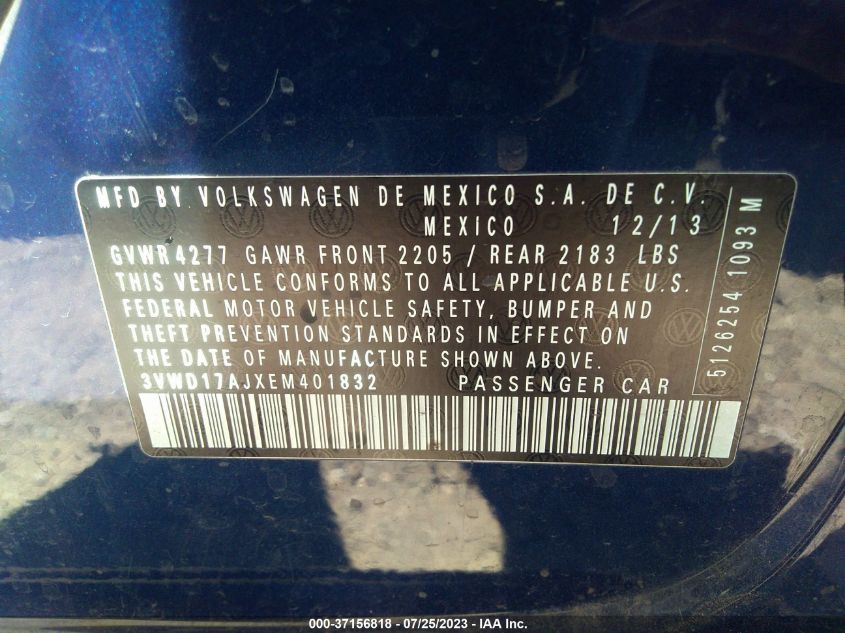 MFD BY VOLKSWAGEN DE MEXICO S.A. DE C.V.
MEXICO 12/13
GVWR4277 GAWR FRONT 2205 / REAR 2183 LBS
THIS VEHICLE CONFORMS TO ALL APPLICABLE U.S.
FEDERAL MOTOR VEHICLE SAFETY, BUMPER AND
THEFT PREVENTION STANDARDS IN EFFECT ON
THE DATE OF MANUFACTURE SHOWN ABOVE.
3VWD17AJXEM401832 PASSENGER CAR
5126254 1093 M
000-37156818 - 07/25/2023 - IAA Inc.